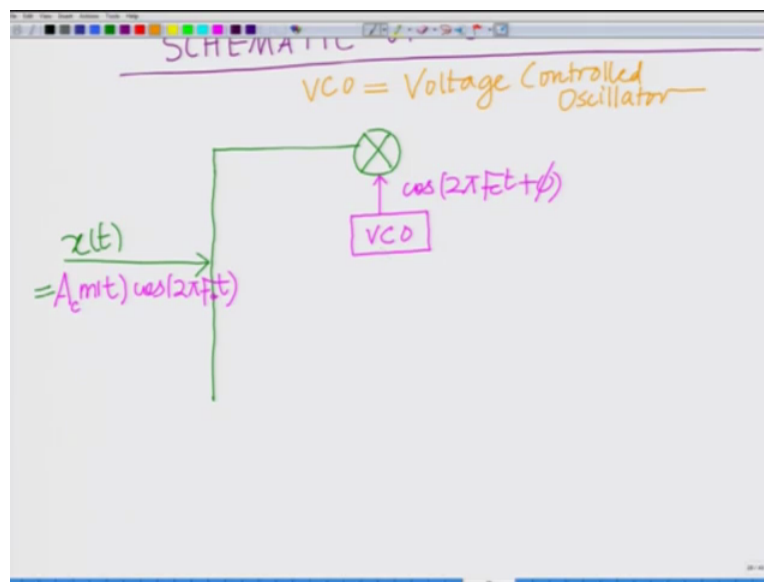 SCHEMATIC
VCO = Voltage Controlled
Oscillator
cos(2πFct+φ)
VCO
x(t)
= Acm(t) cos(2πFct)